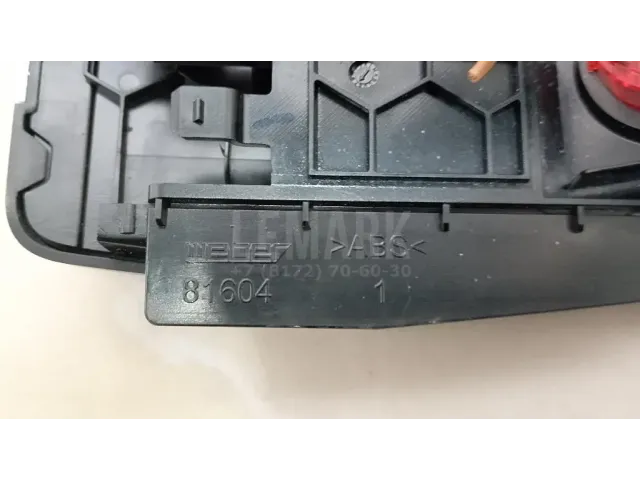 LEMARK
weber >ABS<
+7 (8172) 70-60-30
81604 1